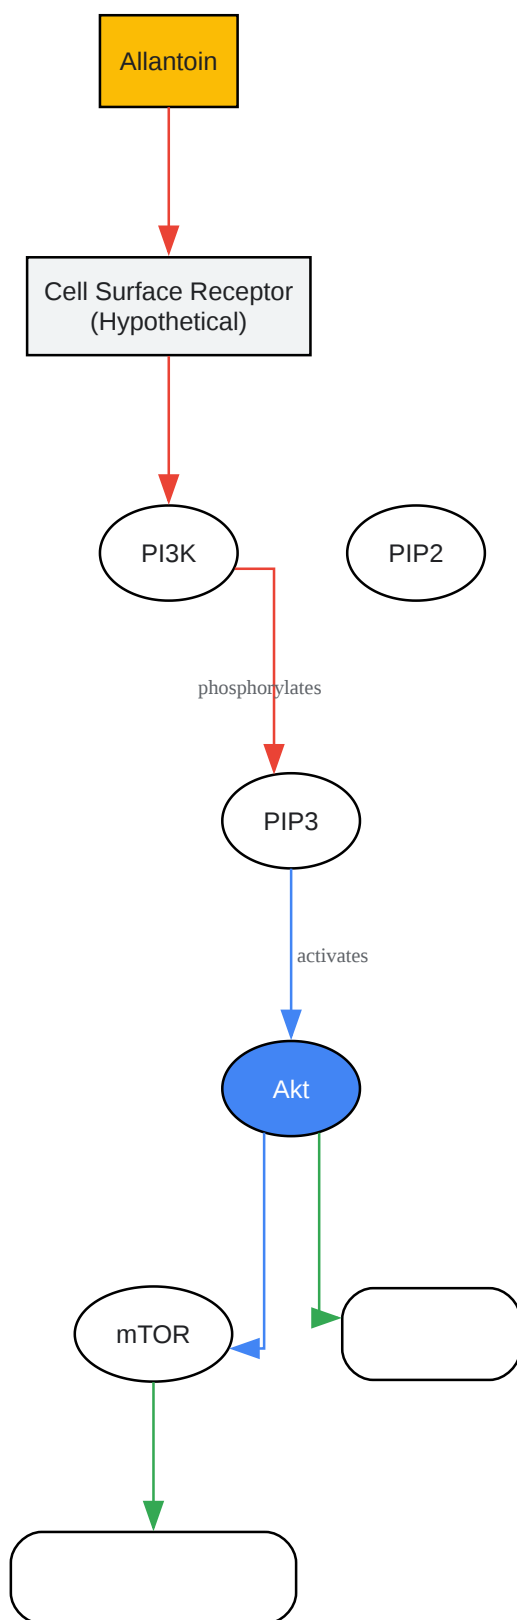 Allantoin
Cell Surface Receptor
(Hypothetical)
PI3K
PIP2
phosphorylates
PIP3
activates
Akt
mTOR